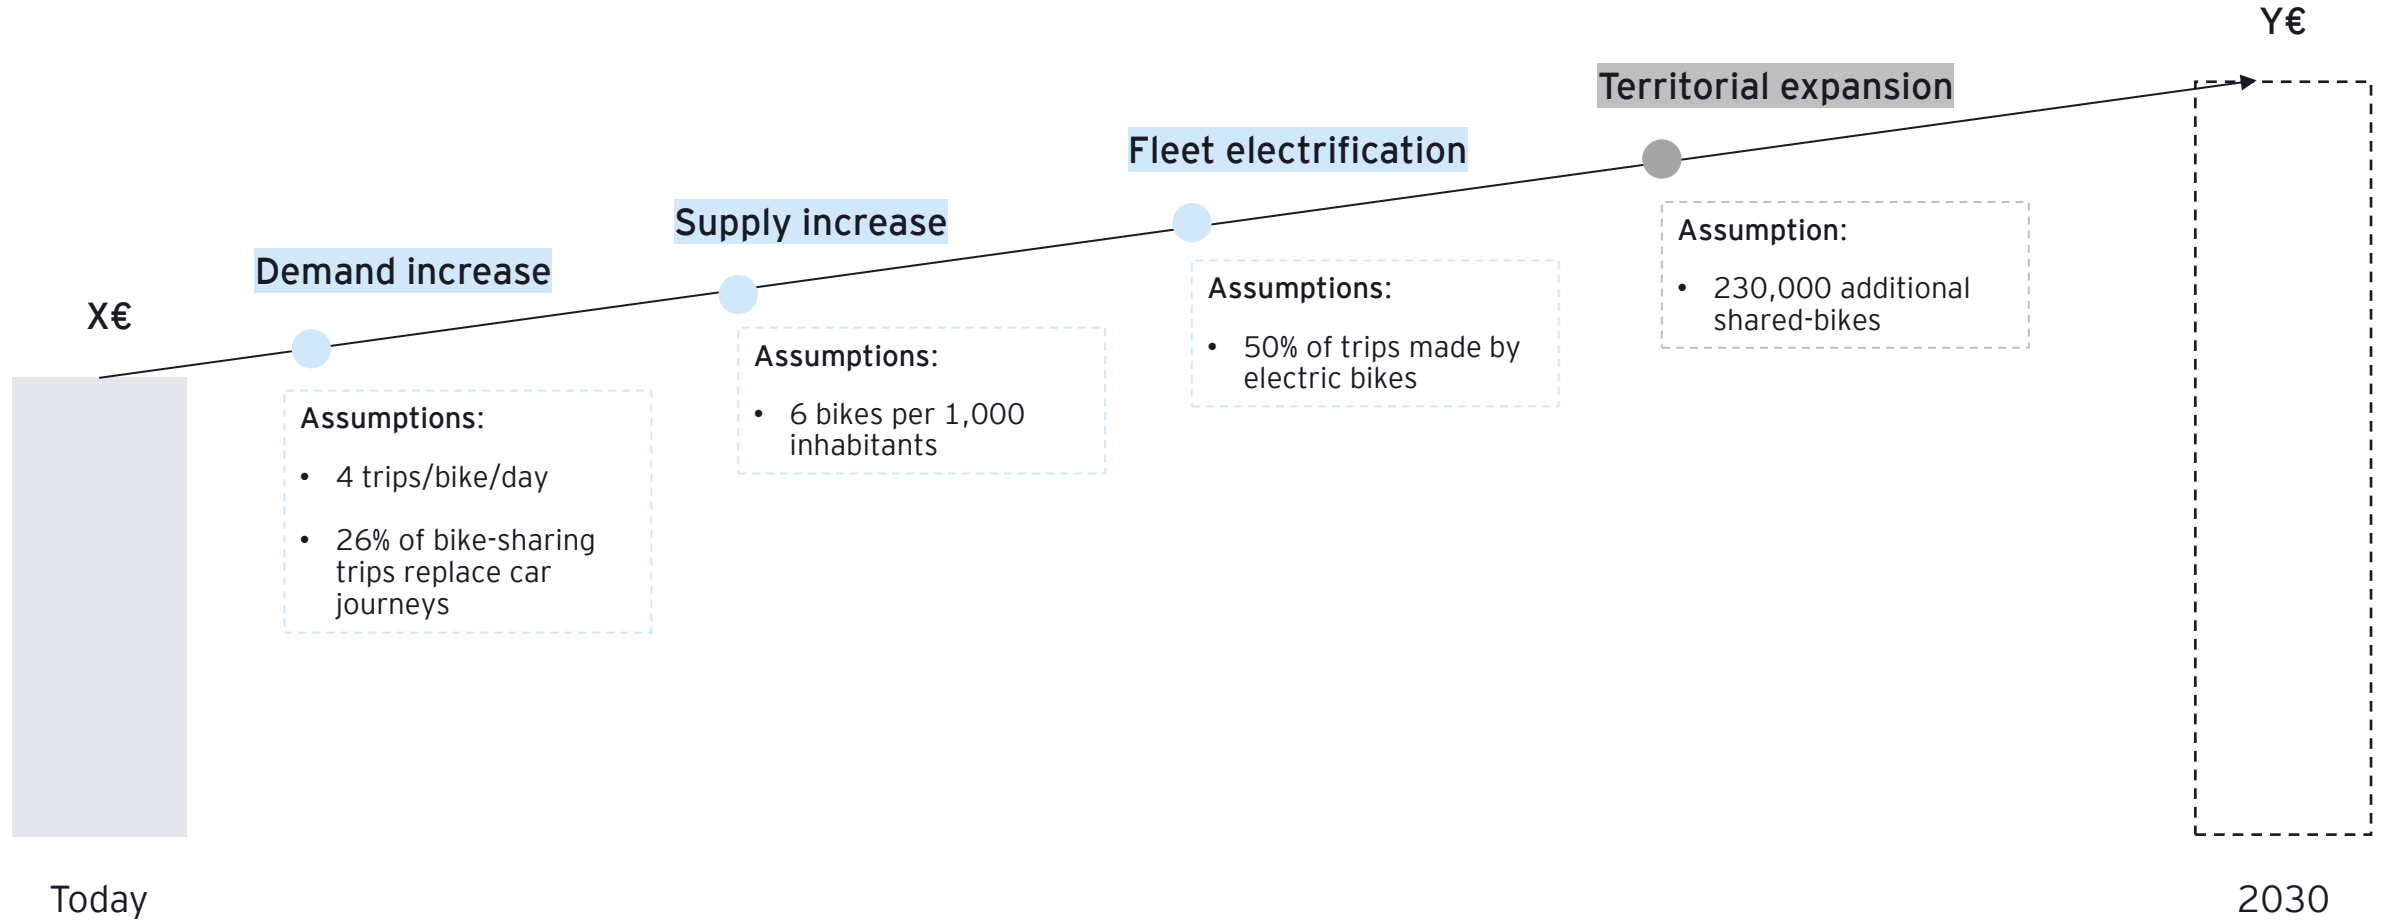 Y€
Territorial expansion
Assumption:
• 230,000 additional
shared-bikes
Fleet electrification
Assumptions:
• 50% of trips made by
electric bikes
Supply increase
Assumptions:
• 6 bikes per 1,000
inhabitants
Demand increase
Assumptions:
• 4 trips/bike/day
• 26% of bike-sharing
trips replace car
journeys
X€
Today
2030